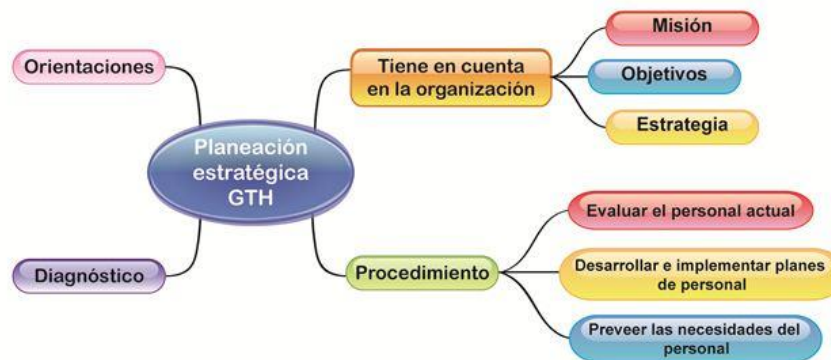 Orientaciones
Planeación
estratégica
GTH
Diagnóstico
Tiene en cuenta
en la organización
Misión
Objetivos
Estrategia
Procedimiento
Evaluar el personal actual
Desarrollar e implementar planes
de personal
Preveer las necesidades del
personal